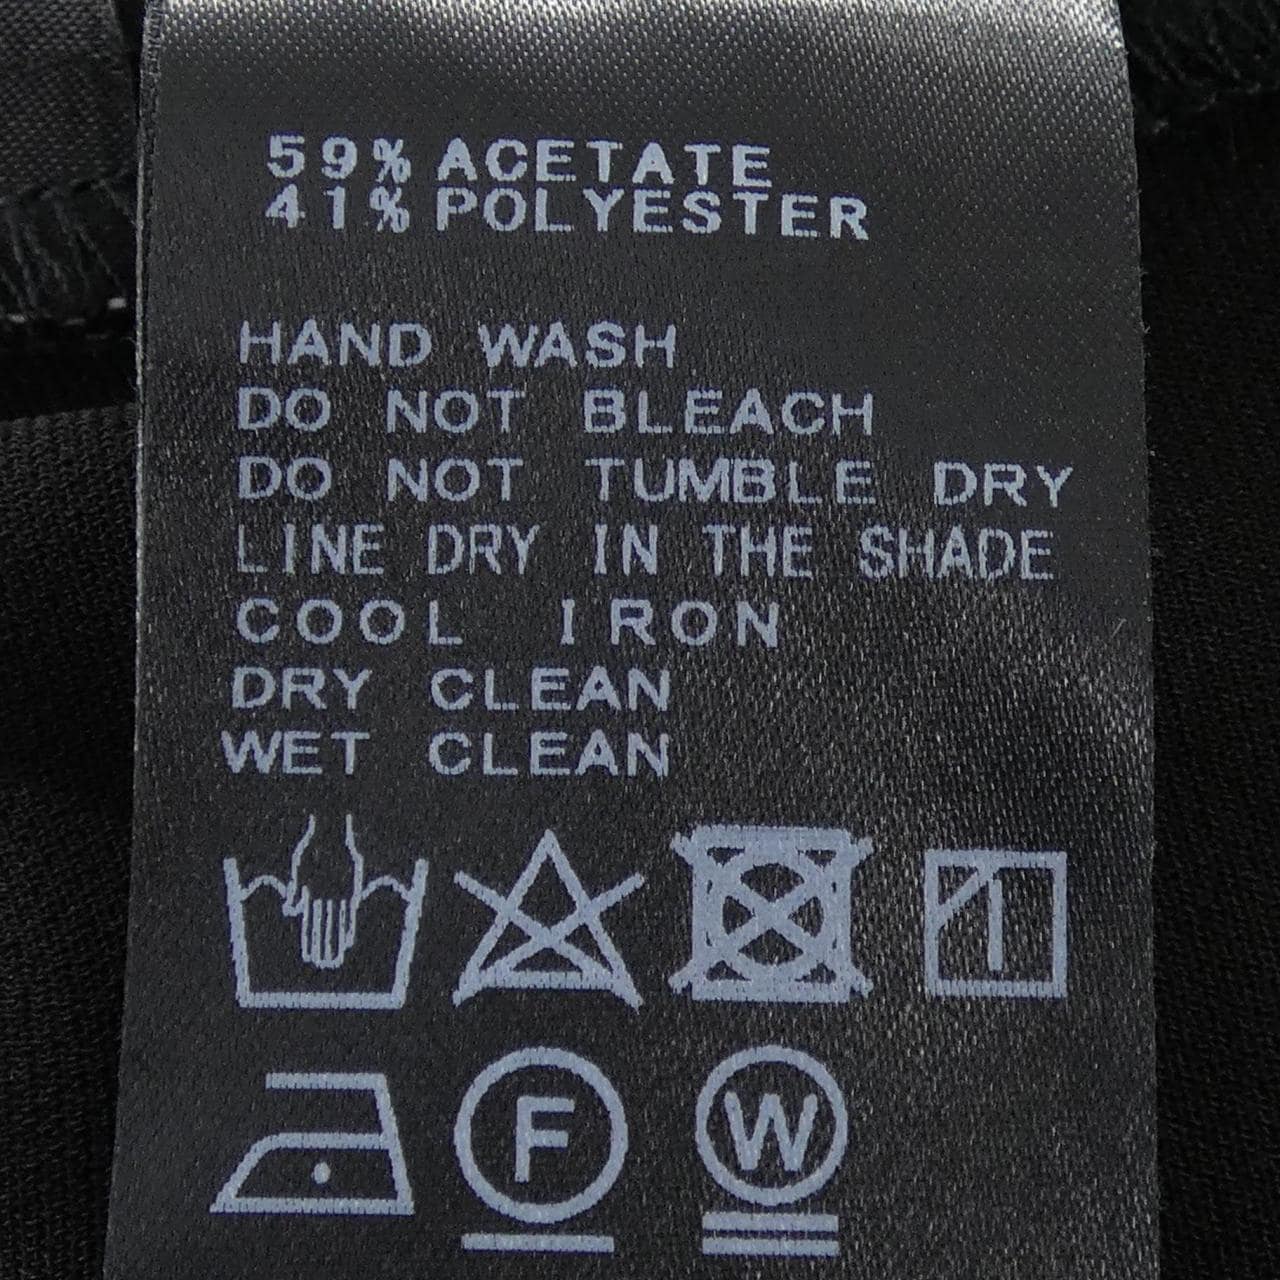 59% ACETATE
41% POLYESTER
HAND WASH
DO NOT BLEACH
DO NOT TUMBLE DRY
LINE DRY IN THE SHADE
COOL IRON
DRY CLEAN
WET CLEAN
F W